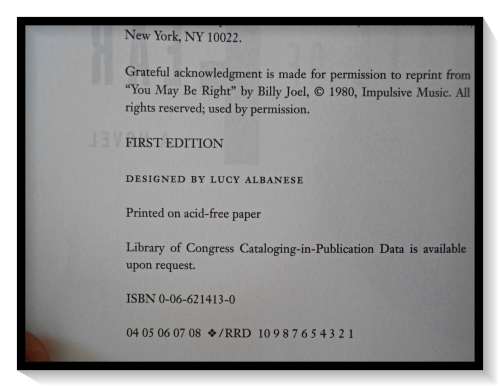 New York, NY 10022.
Grateful acknowledgment is made for permission to reprint from
“You May Be Right” by Billy Joel, © 1980, Impulsive Music. All
rights reserved; used by permission.
FIRST EDITION
DESIGNED BY LUCY ALBANESE
Printed on acid-free paper
Library of Congress Cataloging-in-Publication Data is available
upon request.
ISBN 0-06-621413-0
04 05 06 07 08 ❖/RRD 10 9 8 7 6 5 4 3 2 1